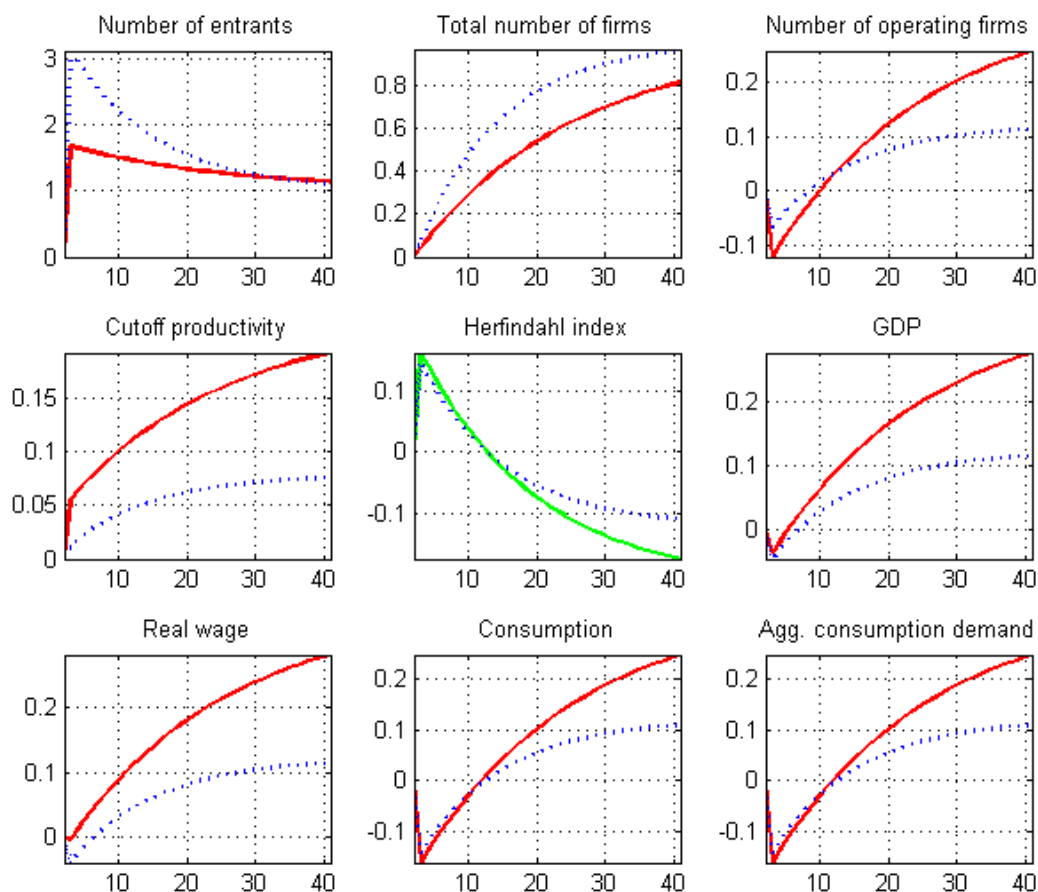 Number of entrants
3
2
1
0
10 20 30 40
Total number of firms
0.8
0.6
0.4
0.2
0
10 20 30 40
Number of operating firms
0.2
0.1
0
-0.1
10 20 30 40
Cutoff productivity
0.15
0.1
0.05
0
10 20 30 40
Herfindahl index
0.1
0
-0.1
10 20 30 40
GDP
0.2
0.1
0
10 20 30 40
Real wage
0.2
0.1
0
10 20 30 40
Consumption
0.2
0.1
0
-0.1
10 20 30 40
Agg. consumption demand
0.2
0.1
0
-0.1
10 20 30 40